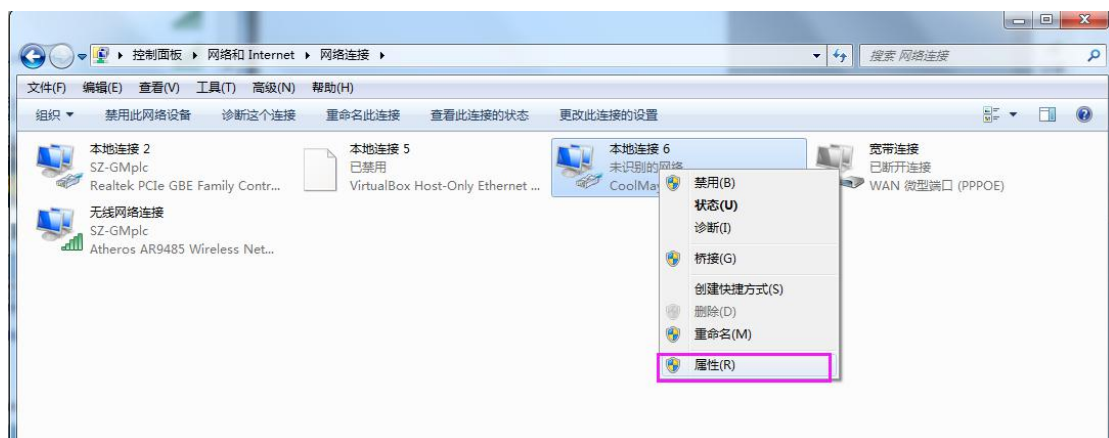 控制面板 ▸ 网络和 Internet ▸ 网络连接 ▸
搜索 网络连接
文件(F) 编辑(E) 查看(V) 工具(T) 高级(N) 帮助(H)
组织 禁用此网络设备 诊断这个连接 重命名此连接 查看此连接的状态 更改此连接的设置
本地连接 2
SZ-GMplc
Realtek PCIe GBE Family Contr...
本地连接 5
已禁用
VirtualBox Host-Only Ethernet ...
本地连接 6
未识别的网络
CoolMay
宽带连接
已断开连接
WAN 微型端口 (PPPOE)
无线网络连接
SZ-GMplc
Atheros AR9485 Wireless Net...
禁用(B)
状态(U)
诊断(I)
桥接(G)
创建快捷方式(S)
删除(D)
重命名(M)
属性(R)